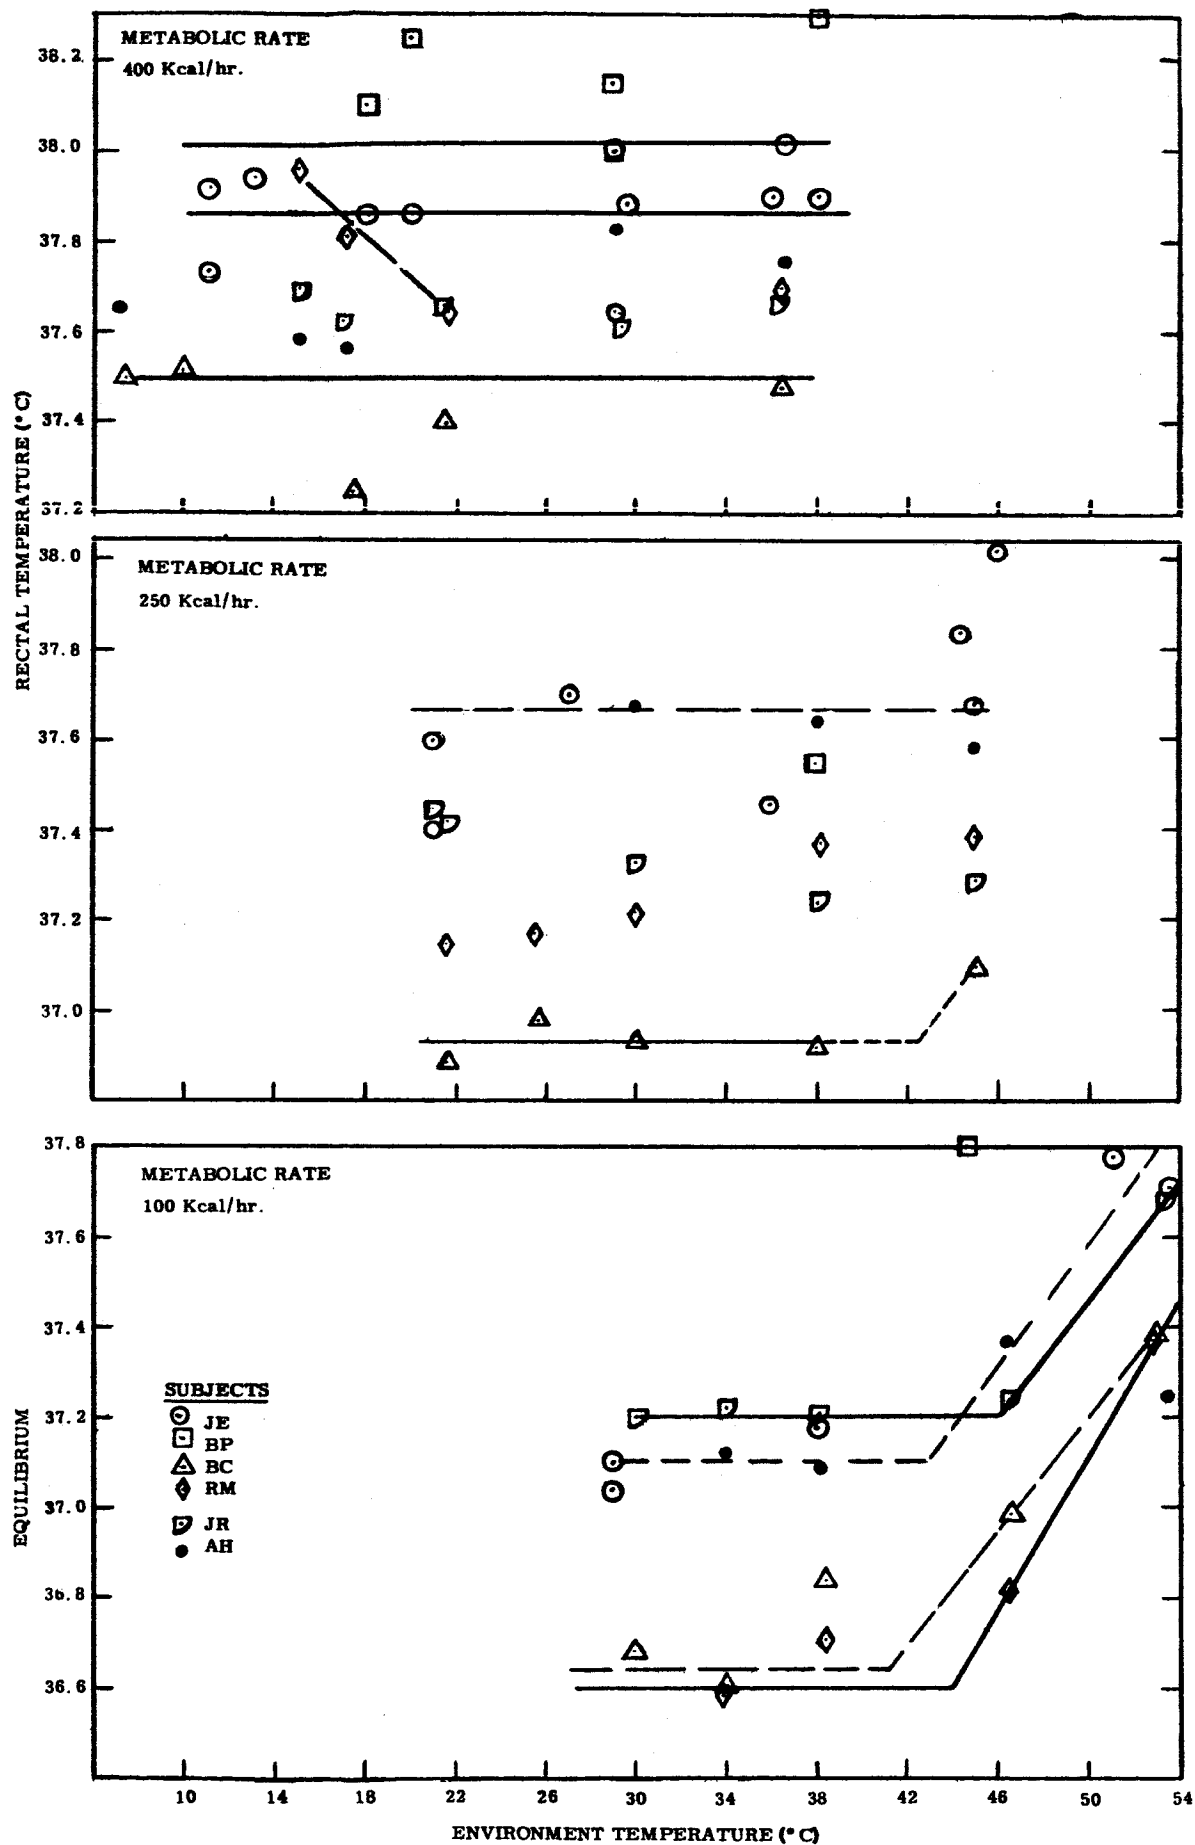 METABOLIC RATE
400 Kcal/hr.
38.2
38.0
37.8
37.6
37.4
37.2
RECTAL TEMPERATURE (°C)
METABOLIC RATE
250 Kcal/hr.
38.0
37.8
37.6
37.4
37.2
37.0
METABOLIC RATE
100 Kcal/hr.
37.8
37.6
37.4
37.2
37.0
36.8
36.6
EQUILIBRIUM
SUBJECTS
JE
BP
BC
RM
JR
AH
10 14 18 22 26 30 34 38 42 46 50 54
ENVIRONMENT TEMPERATURE (°C)